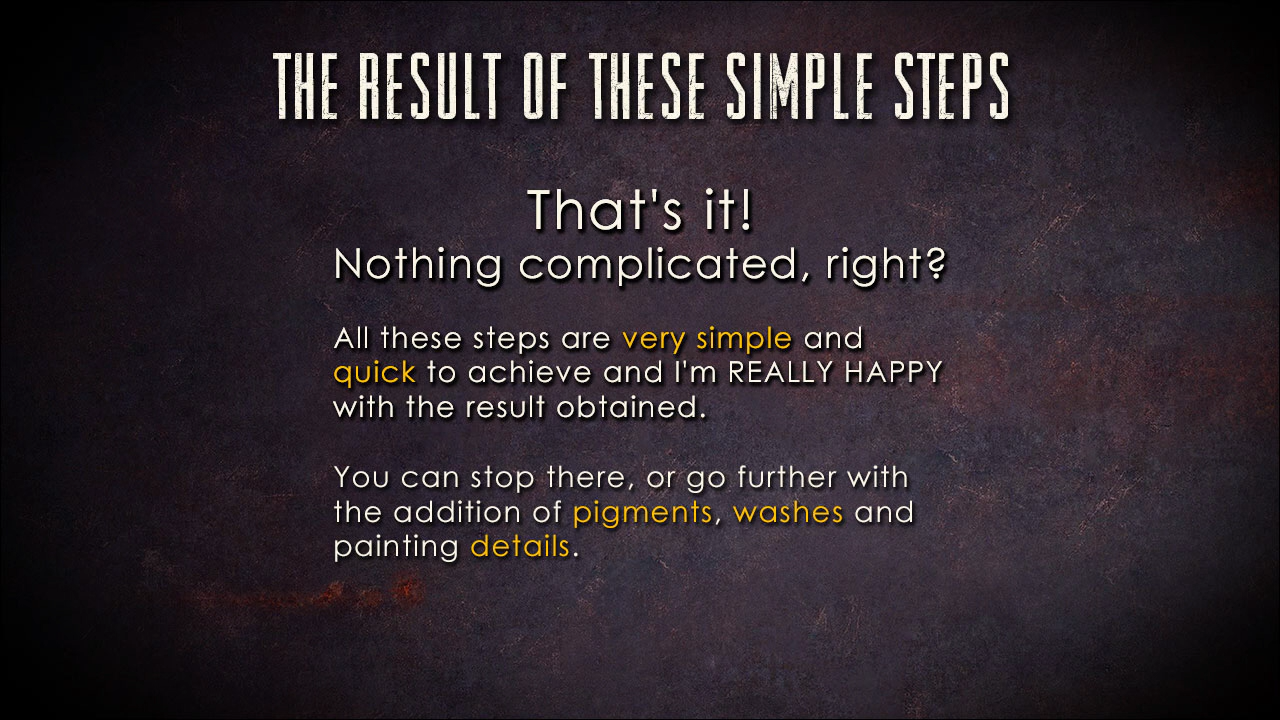 THE RESULT OF THESE SIMPLE STEPS
That's it!
Nothing complicated, right?
All these steps are very simple and
quick to achieve and I'm REALLY HAPPY
with the result obtained.
You can stop there, or go further with
the addition of pigments, washes and
painting details.